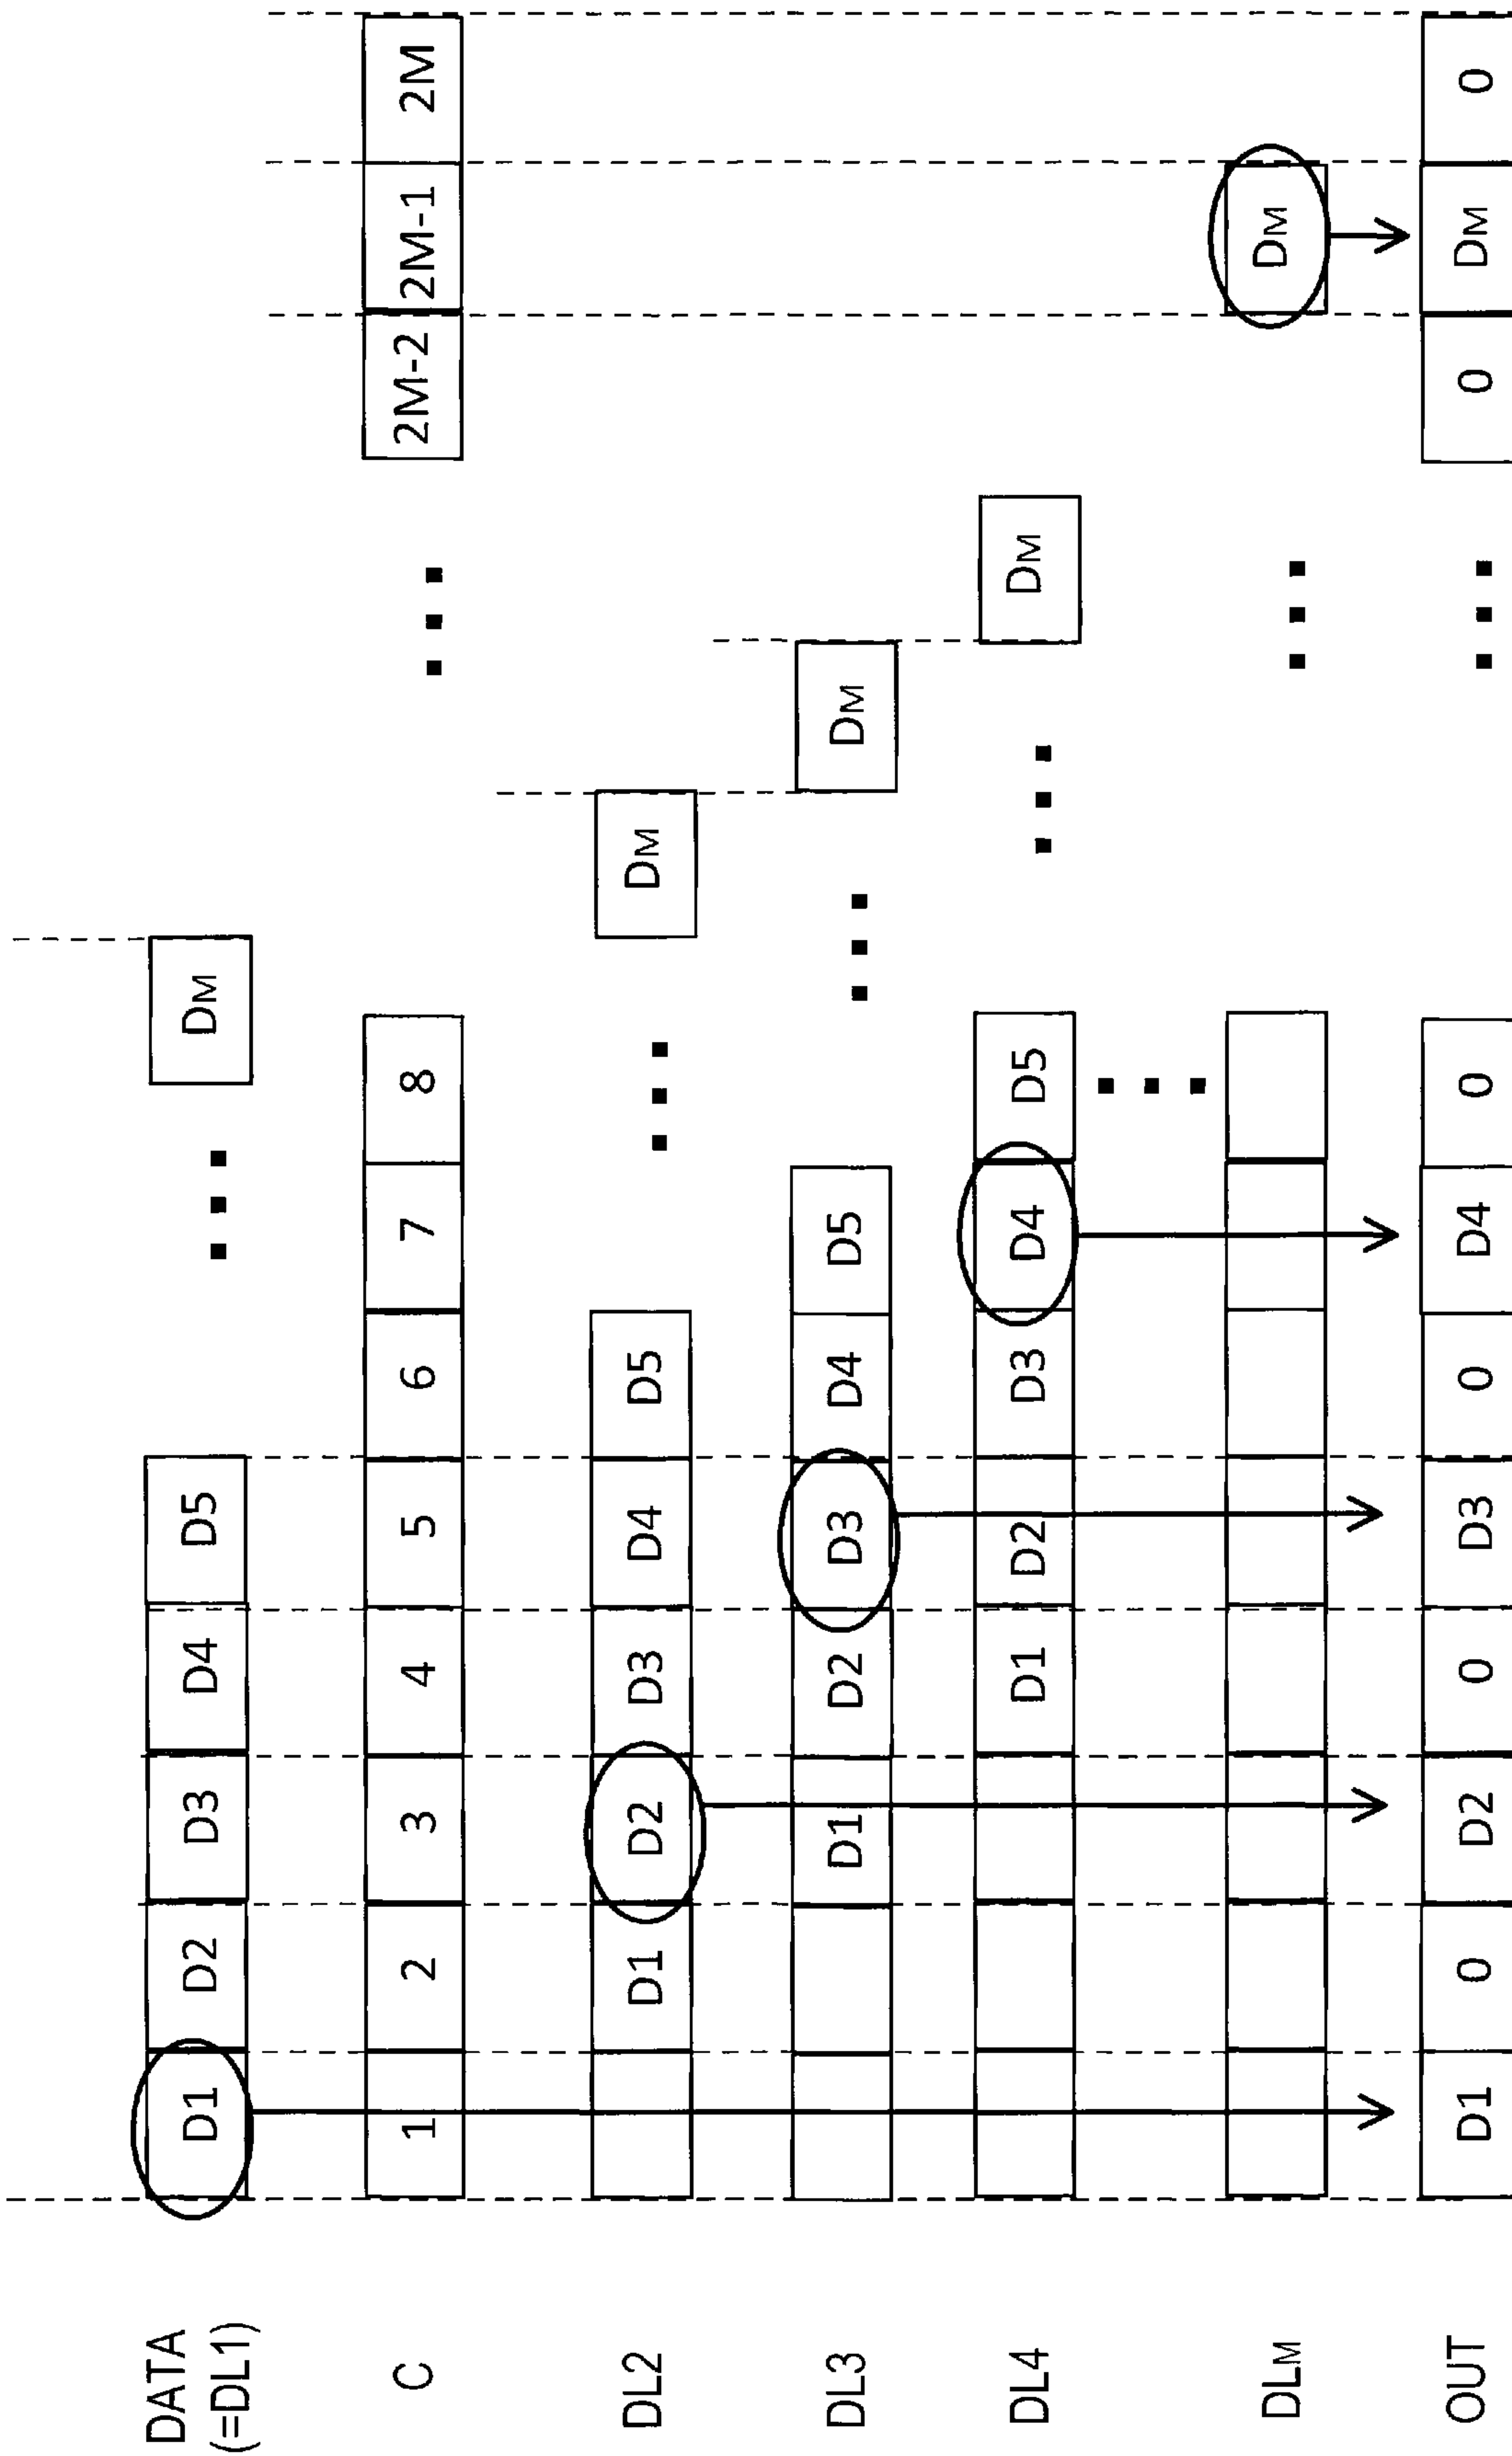 DATA D1 D2 D3 D4 D5 DM
(=DL1)
C 1 2 3 4 5 6 7 8 2M-2 2M-1 2M
DL2 D1 D2 D3 D4 D5 DM
DL3 D1 D2 D3 D4 D5 DM
DL4 D1 D2 D3 D4 D5 DM
DLM DM
OUT D1 0 D2 0 D3 0 D4 0 0 DM 0